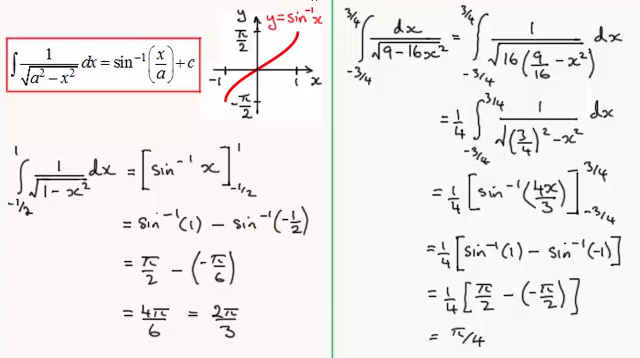 ∫ 1/√(a² − x²) dx = sin⁻¹(x/a) + c
y
y = sin⁻¹x
π/2
−1
1
x
−π/2
∫_{-1/2}^{1} 1/√(1 − x²) dx = [sin⁻¹ x]_{-1/2}^{1}
= sin⁻¹(1) − sin⁻¹(−1/2)
= π/2 − (−π/6)
= 4π/6 = 2π/3
∫_{-3/4}^{3/4} dx/√(9 − 16x²) = ∫_{-3/4}^{3/4} 1/√(16(9/16 − x²)) dx
= 1/4 ∫_{-3/4}^{3/4} 1/√((3/4)² − x²) dx
= 1/4 [sin⁻¹(4x/3)]_{-3/4}^{3/4}
= 1/4 [sin⁻¹(1) − sin⁻¹(−1)]
= 1/4 [π/2 − (−π/2)]
= π/4